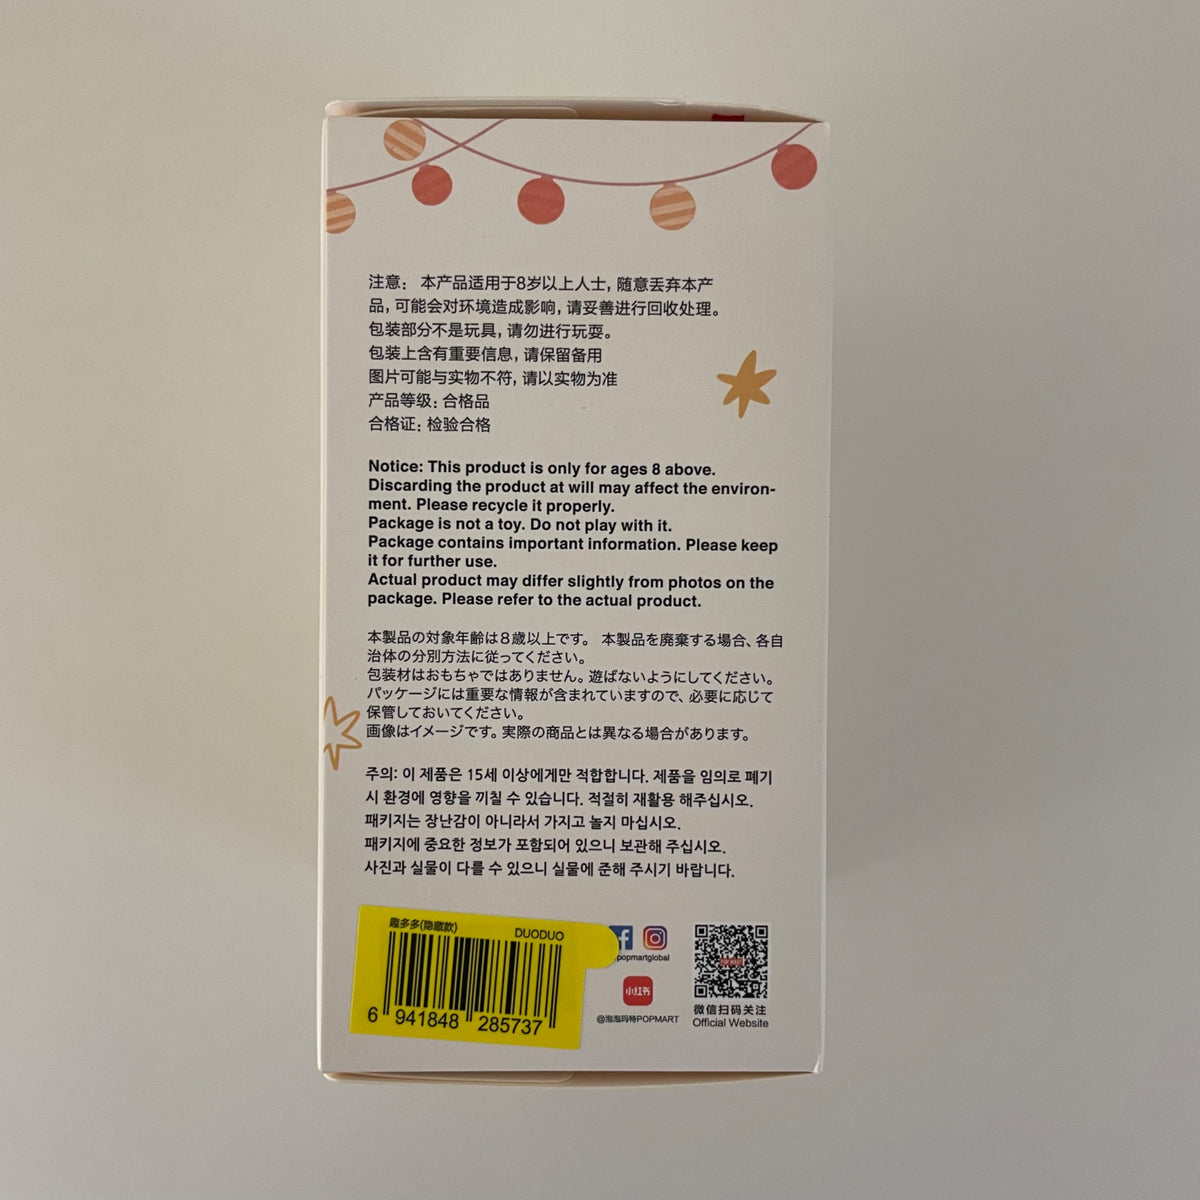 注意： 本产品适用于8岁以上人士，随意丢弃本产
品，可能会对环境造成影响，请妥善进行回收处理。
包装部分不是玩具，请勿进行玩耍。
包装上含有重要信息，请保留备用
图片可能与实物不符，请以实物为准
产品等级：合格品
合格证：检验合格
Notice: This product is only for ages 8 above.
Discarding the product at will may affect the environ-
ment. Please recycle it properly.
Package is not a toy. Do not play with it.
Package contains important information. Please keep
it for further use.
Actual product may differ slightly from photos on the
package. Please refer to the actual product.
本製品の対象年齢は８歳以上です。 本製品を廃棄する場合、各自
治体の分別方法に従ってください。
包装材はおもちゃではありません。遊ばないようにしてください。
パッケージには重要な情報が含まれていますので、必要に応じて
保管しておいてください。
画像はイメージです。実際の商品とは異なる場合があります。
주의: 이 제품은 15세 이상에게만 적합합니다. 제품을 임의로 폐기
시 환경에 영향을 끼칠 수 있습니다. 적절히 재활용 해주십시오.
패키지는 장난감이 아니라서 가지고 놀지 마십시오.
패키지에 중요한 정보가 포함되어 있으니 보관해 주십시오.
사진과 실물이 다를 수 있으니 실물에 준해 주시기 바랍니다.
趣多多(隐藏款)
DUODUO
6 941848 285737
popmartglobal
小红书
@泡泡玛特POPMART
POP MART
微信扫码关注
Official Website